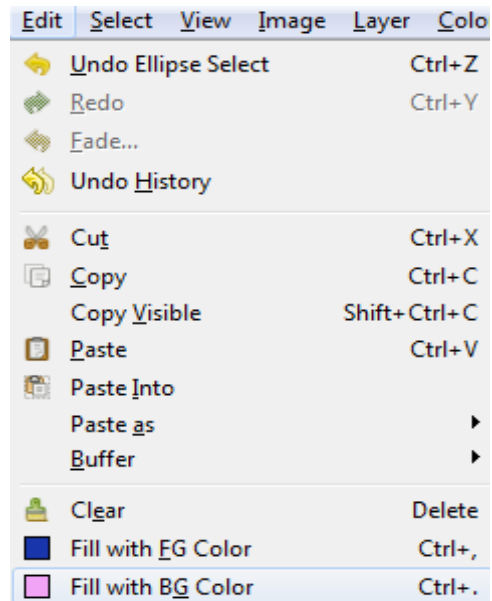 Edit Select View Image Layer Colo
Undo Ellipse Select Ctrl+Z
Redo Ctrl+Y
Fade...
Undo History
Cut Ctrl+X
Copy Ctrl+C
Copy Visible Shift+Ctrl+C
Paste Ctrl+V
Paste Into
Paste as
Buffer
Clear Delete
Fill with FG Color Ctrl+,
Fill with BG Color Ctrl+.